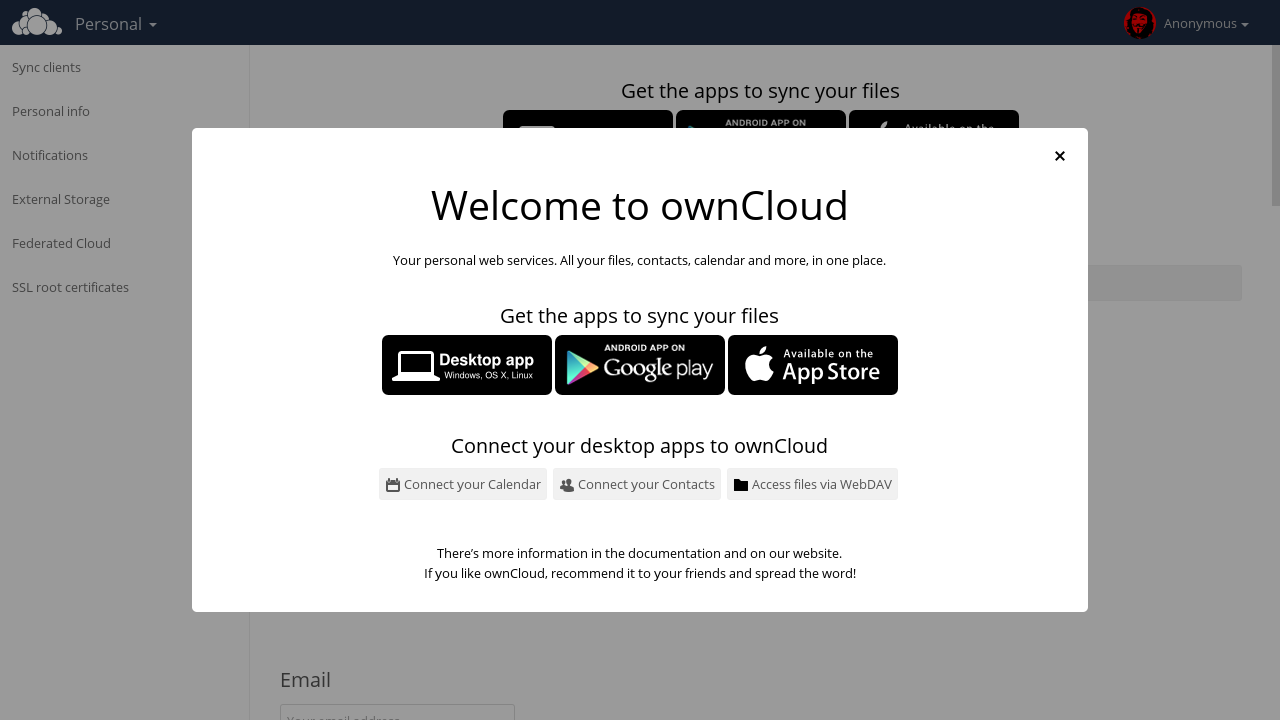 Personal
Anonymous
Sync clients
Personal info
Notifications
External Storage
Federated Cloud
SSL root certificates
Get the apps to sync your files
ANDROID APP ON
Available on the
×
Welcome to ownCloud
Your personal web services. All your files, contacts, calendar and more, in one place.
Get the apps to sync your files
Desktop app
Windows, OS X, Linux
ANDROID APP ON
Google play
Available on the
App Store
Connect your desktop apps to ownCloud
Connect your Calendar
Connect your Contacts
Access files via WebDAV
There’s more information in the documentation and on our website.
If you like ownCloud, recommend it to your friends and spread the word!
Email
Your email address